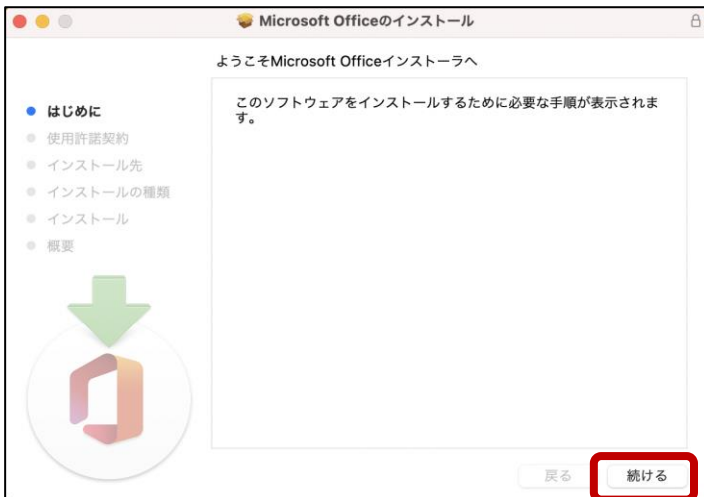 Microsoft Officeのインストール
ようこそMicrosoft Officeインストーラへ
はじめに
使用許諾契約
インストール先
インストールの種類
インストール
概要
このソフトウェアをインストールするために必要な手順が表示されま
す。
戻る
続ける